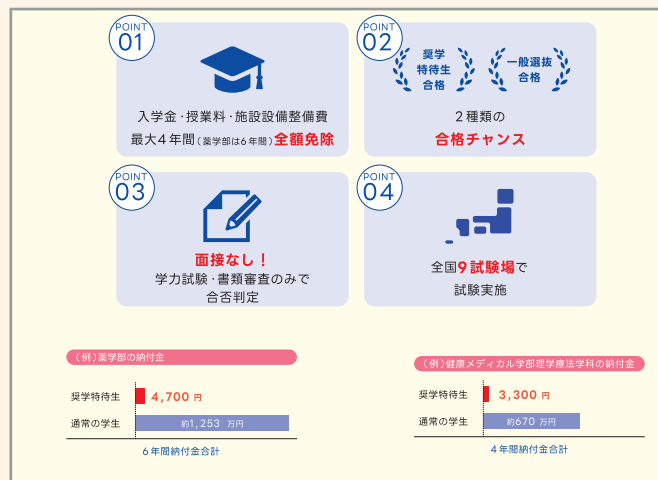 POINT
01
入学金・授業料・施設設備整備費
最大4年間(薬学部は6年間)全額免除
POINT
02
奨学
特待生
合格
一般選抜
合格
2種類の
合格チャンス
POINT
03
面接なし!
学力試験・書類審査のみで
合否判定
POINT
04
全国9試験場で
試験実施
(例)薬学部の納付金
奨学特待生
4,700 円
通常の学生
約1,253 万円
6年間納付金合計
(例)健康メディカル学部理学療法学科の納付金
奨学特待生
3,300 円
通常の学生
約670 万円
4年間納付金合計